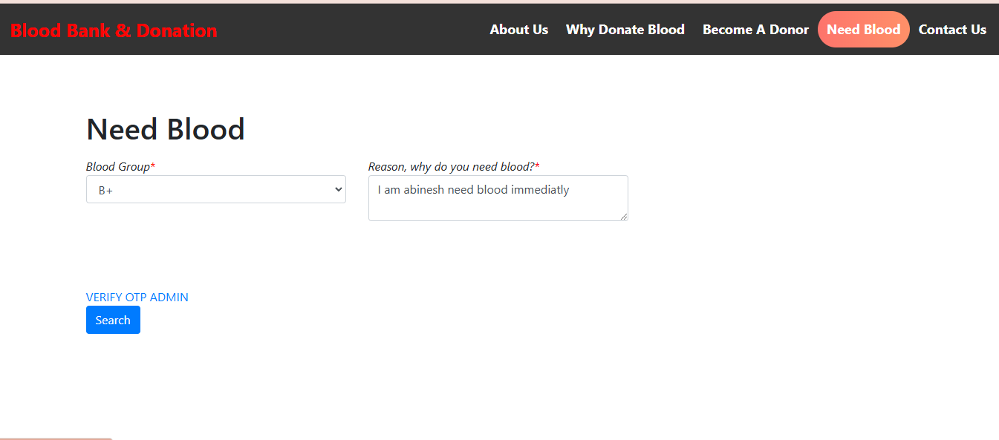 Blood Bank & Donation
About Us Why Donate Blood Become A Donor Need Blood Contact Us
Need Blood
Blood Group* Reason, why do you need blood?*
B+ I am abinesh need blood immediatly
VERIFY OTP ADMIN
Search